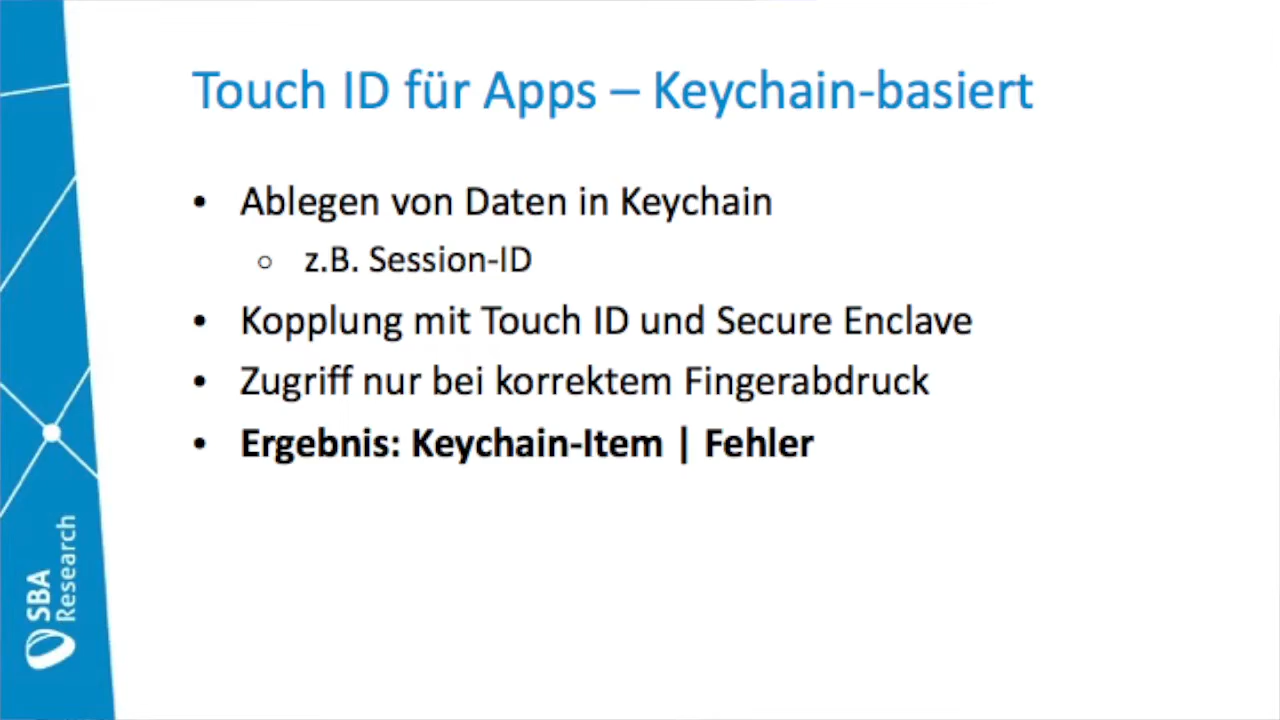 Touch ID für Apps – Keychain-basiert
• Ablegen von Daten in Keychain
○ z.B. Session-ID
• Kopplung mit Touch ID und Secure Enclave
• Zugriff nur bei korrektem Fingerabdruck
• Ergebnis: Keychain-Item | Fehler
SBA
Research